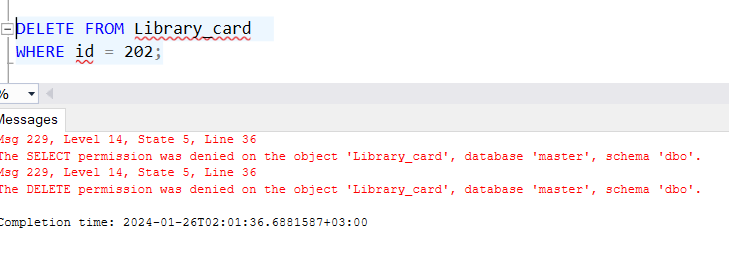 DELETE FROM Library_card
WHERE id = 202;
%
Messages
Msg 229, Level 14, State 5, Line 36
The SELECT permission was denied on the object 'Library_card', database 'master', schema 'dbo'.
Msg 229, Level 14, State 5, Line 36
The DELETE permission was denied on the object 'Library_card', database 'master', schema 'dbo'.
Completion time: 2024-01-26T02:01:36.6881587+03:00